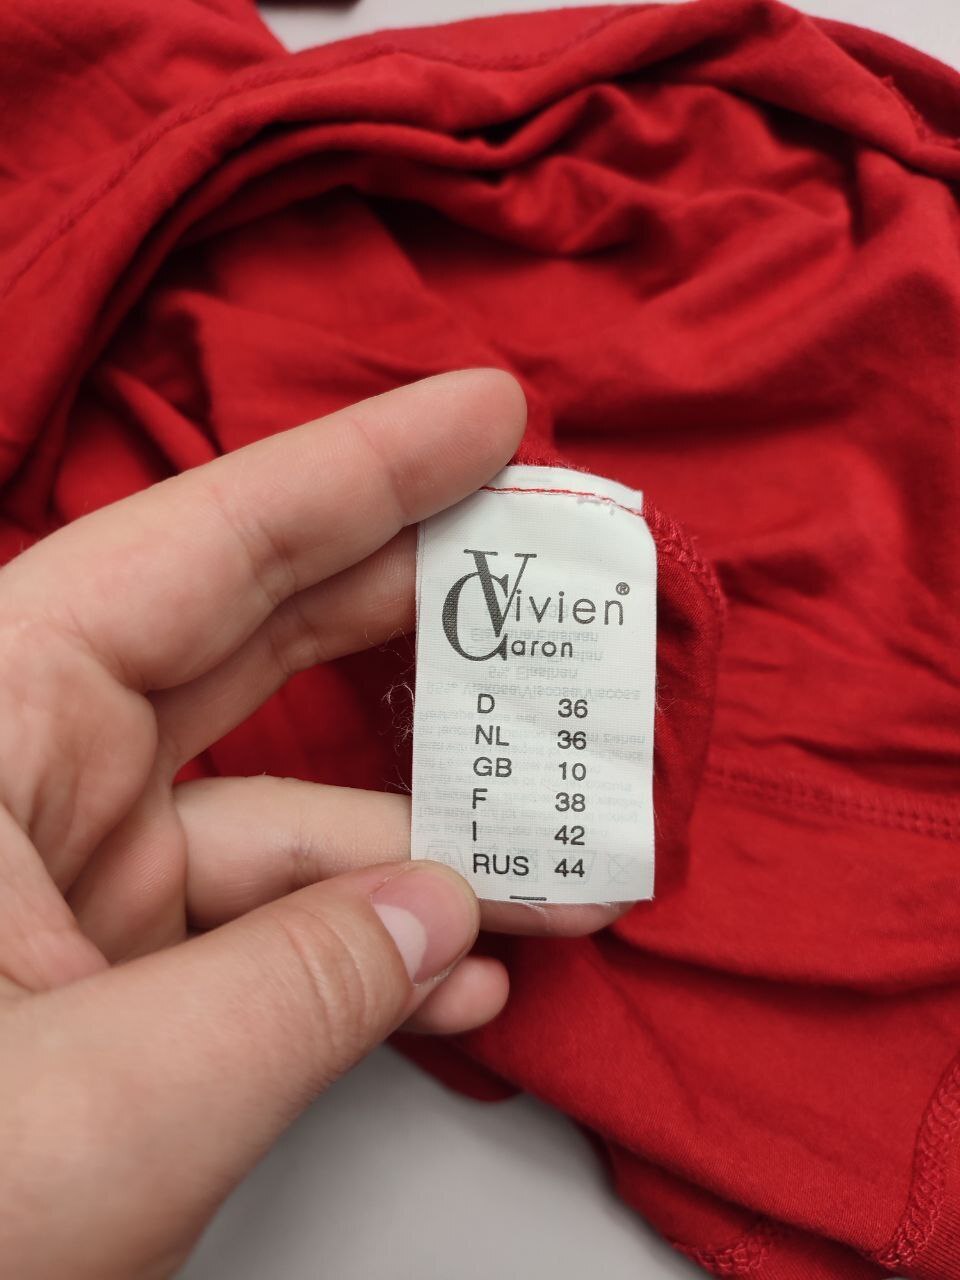 Vivien®
Caron
D 36
NL 36
GB 10
F 38
I 42
RUS 44